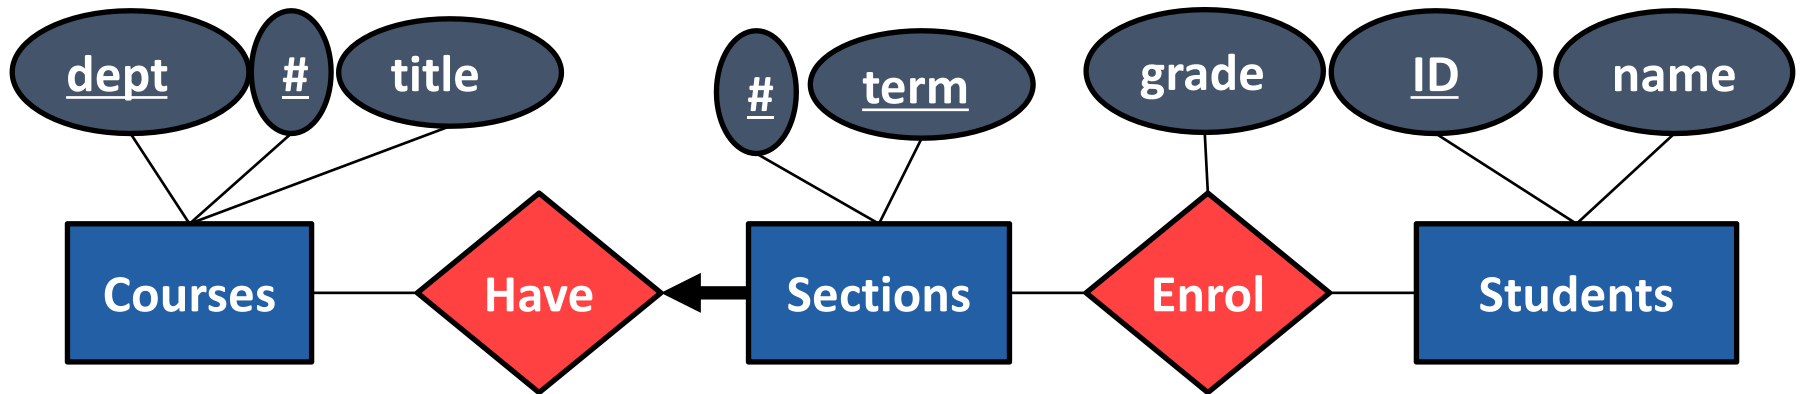 dept
#
title
#
term
grade
ID
name
Courses
Have
Sections
Enrol
Students